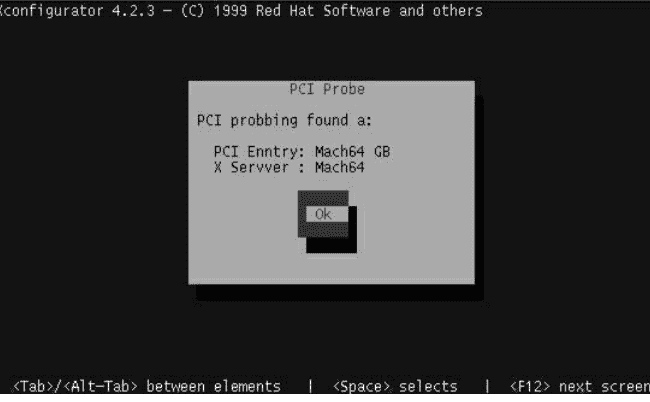 Xconfigurator 4.2.3 – (C) 1999 Red Hat Software and others
PCI Probe
PCI probbing found a:
PCI Enntry: Mach64 GB
X Servver : Mach64
Ok
<Tab>/<Alt–Tab> between elements | <Space> selects | <F12> next screen